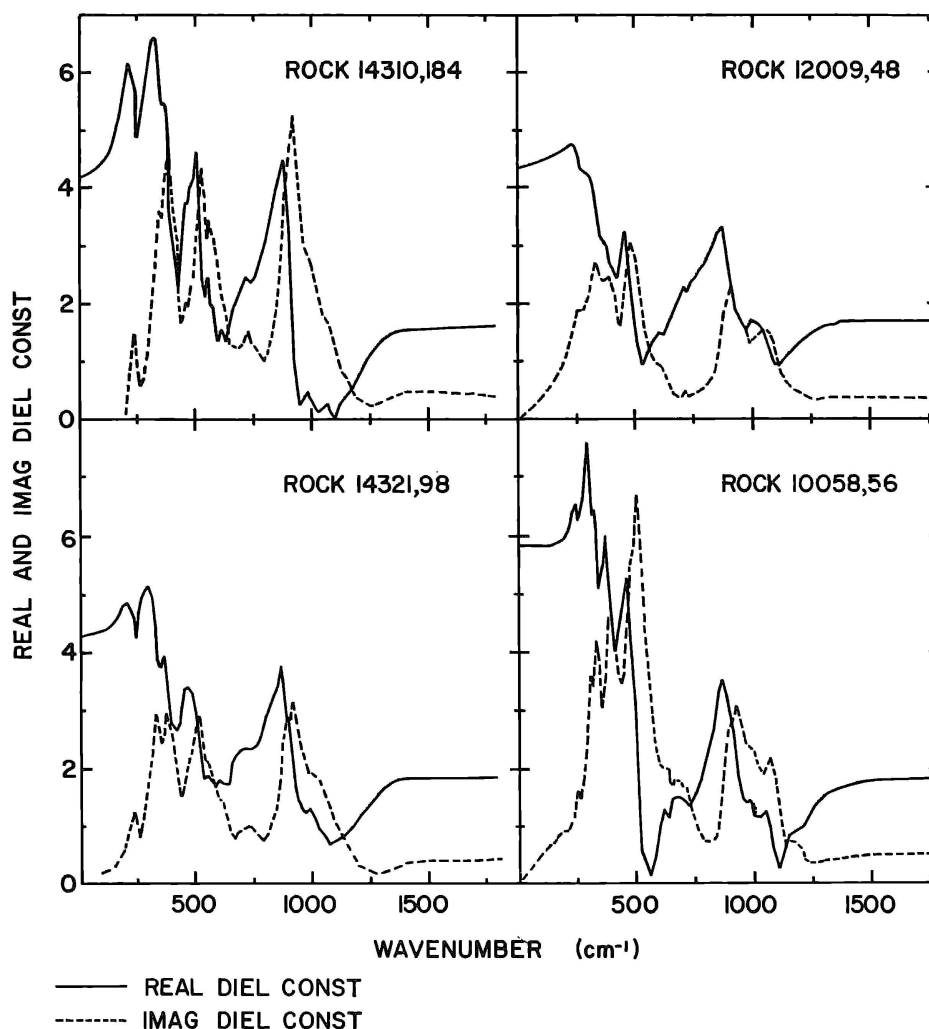 ROCK 14310,184
ROCK 12009,48
6
4
2
0
ROCK 14321,98
ROCK 10058,56
6
4
2
0
REAL AND IMAG DIEL CONST
500 1000 1500
500 1000 1500
WAVENUMBER (cm⁻¹)
REAL DIEL CONST
IMAG DIEL CONST